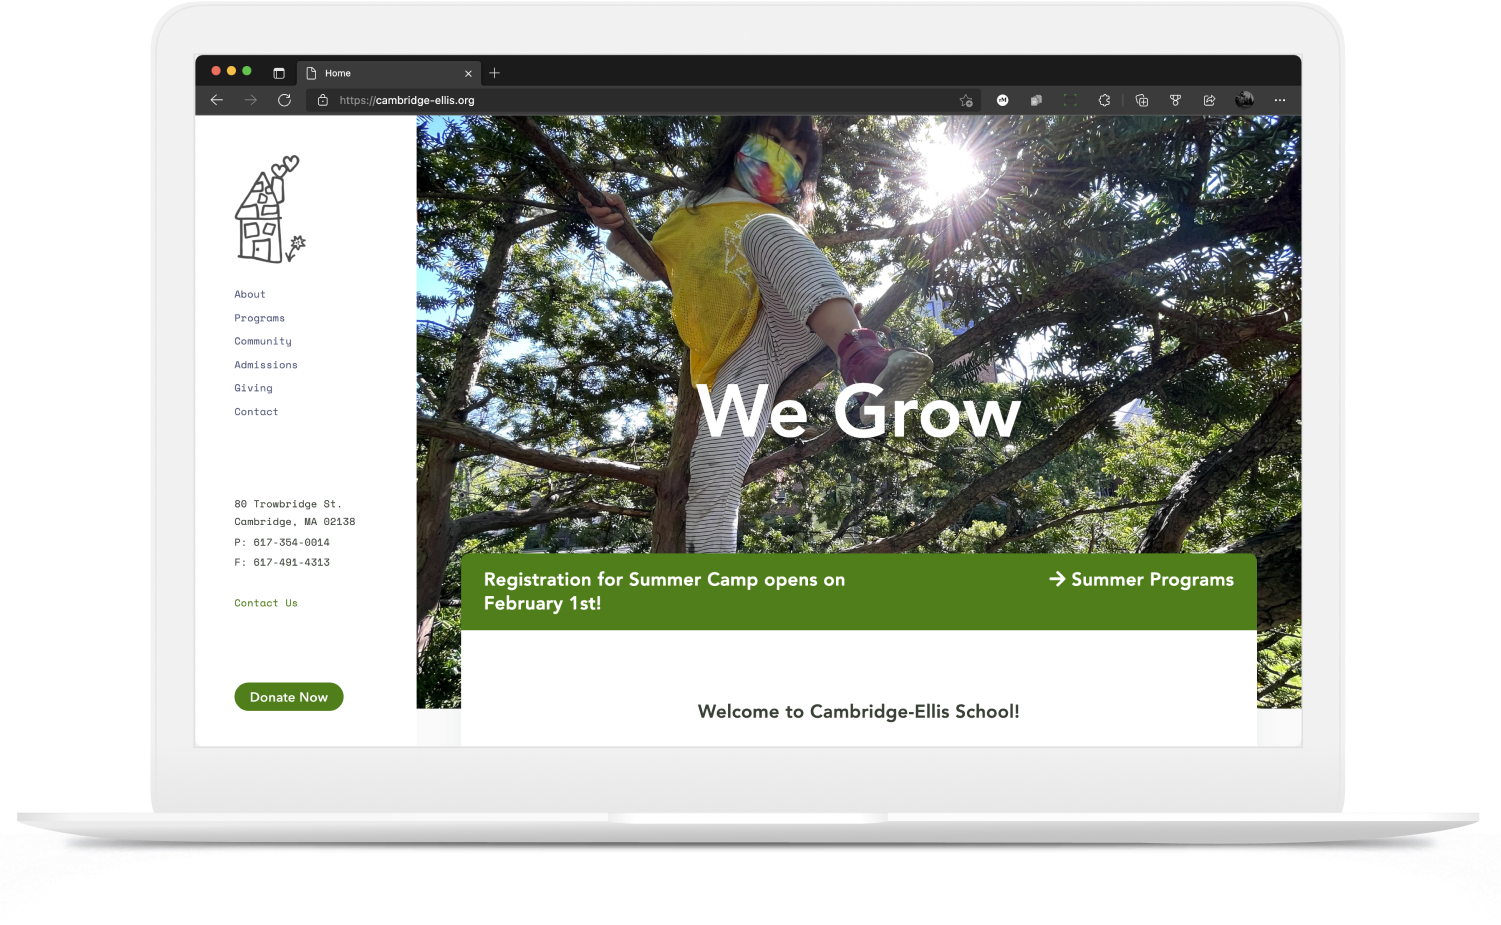 Home
https://cambridge-ellis.org
About
Programs
Community
Admissions
Giving
Contact
80 Trowbridge St.
Cambridge, MA 02138
P: 617-354-0014
F: 617-491-4313
Contact Us
Donate Now
We Grow
Registration for Summer Camp opens on
February 1st!
→ Summer Programs
Welcome to Cambridge-Ellis School!